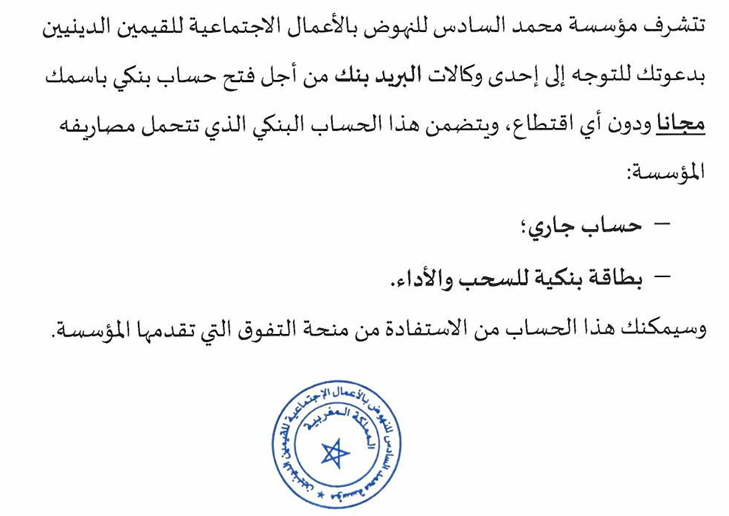 تتشرف مؤسسة محمد السادس للنهوض بالأعمال الاجتماعية للقيمين الدينيين
بدعوتك للتوجه إلى إحدى وكالات البريد بنك من أجل فتح حساب بنكي باسمك
مجانا ودون أي اقتطاع، ويتضمن هذا الحساب البنكي الذي تتحمل مصاريفه
المؤسسة:
– حساب جاري؛
– بطاقة بنكية للسحب والأداء.
وسيمكنك هذا الحساب من الاستفادة من منحة التفوق التي تقدمها المؤسسة.
المملكة المغربية
مؤسسة محمد السادس للنهوض بالأعمال الإجتماعية للقيمين الدينيين